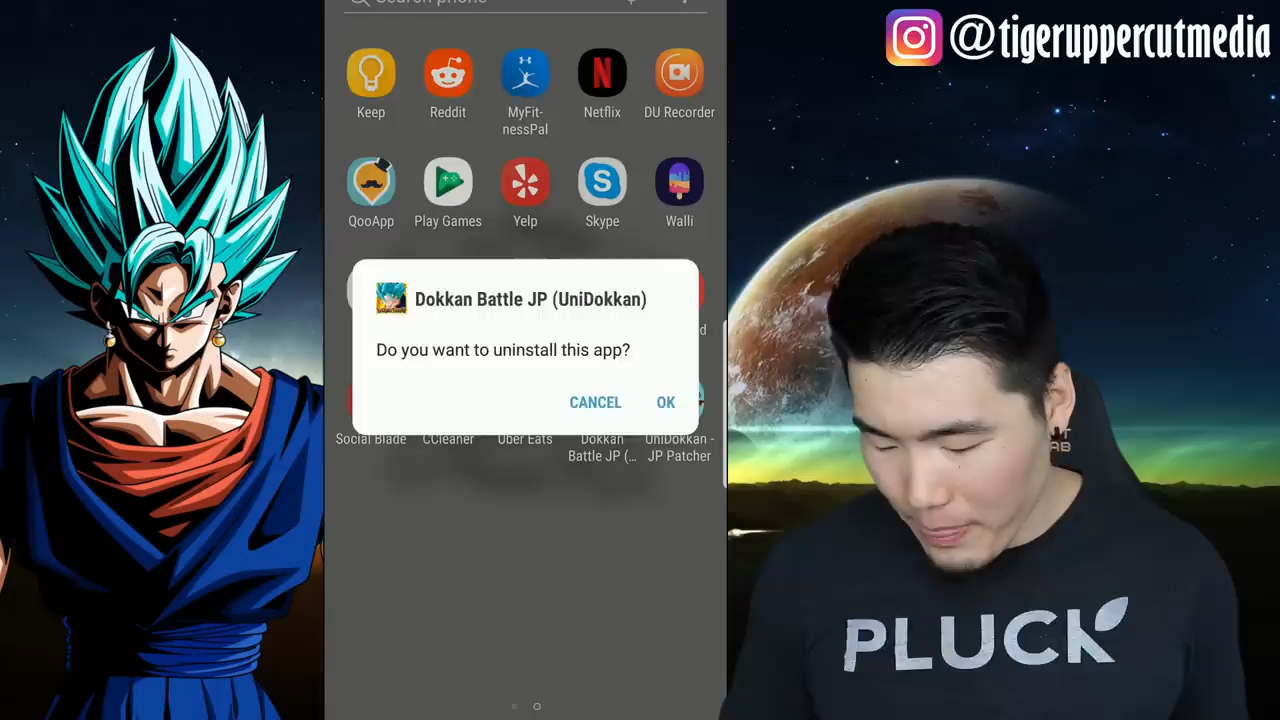 Search phone
@tigeruppercutmedia
Keep
Reddit
MyFit-
nessPal
Netflix
DU Recorder
QooApp
Play Games
Yelp
Skype
Walli
Dokkan Battle JP (UniDokkan)
Do you want to uninstall this app?
CANCEL
OK
Social Blade
CCleaner
Uber Eats
Dokkan
Battle JP (...
UniDokkan -
JP Patcher
PLUCK